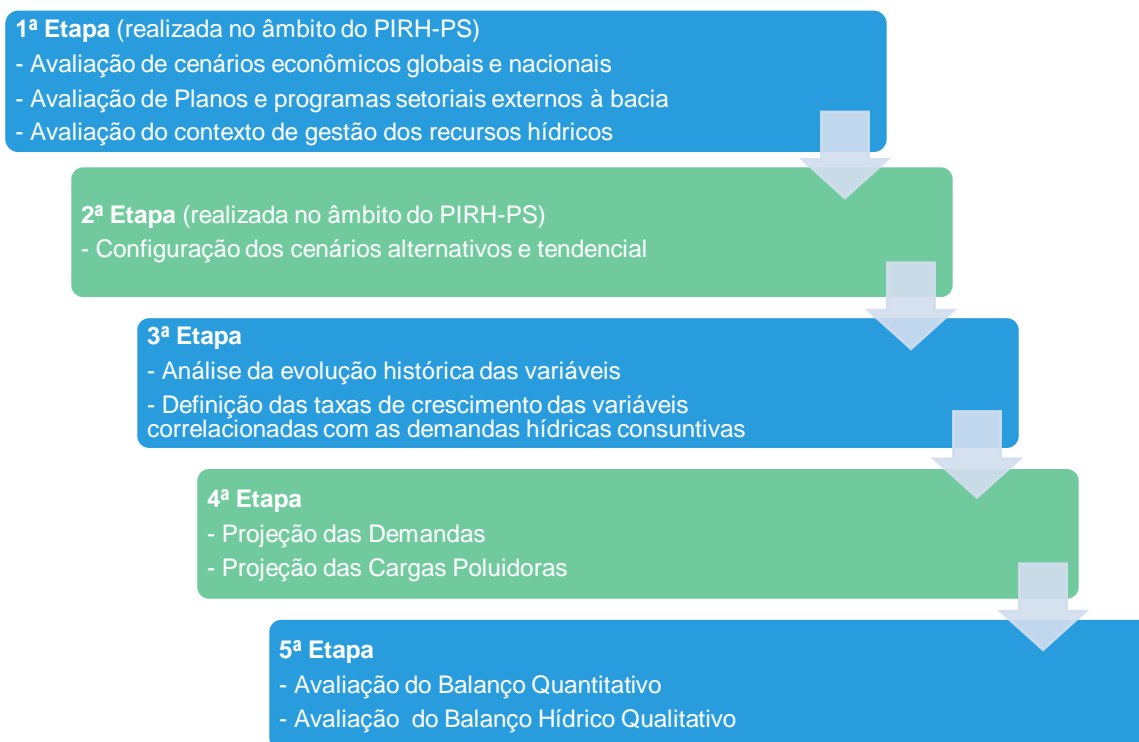 1ª Etapa (realizada no âmbito do PIRH-PS)
- Avaliação de cenários econômicos globais e nacionais
- Avaliação de Planos e programas setoriais externos à bacia
- Avaliação do contexto de gestão dos recursos hídricos
2ª Etapa (realizada no âmbito do PIRH-PS)
- Configuração dos cenários alternativos e tendencial
3ª Etapa
- Análise da evolução histórica das variáveis
- Definição das taxas de crescimento das variáveis
correlacionadas com as demandas hídricas consuntivas
4ª Etapa
- Projeção das Demandas
- Projeção das Cargas Poluidoras
5ª Etapa
- Avaliação do Balanço Quantitativo
- Avaliação do Balanço Hídrico Qualitativo